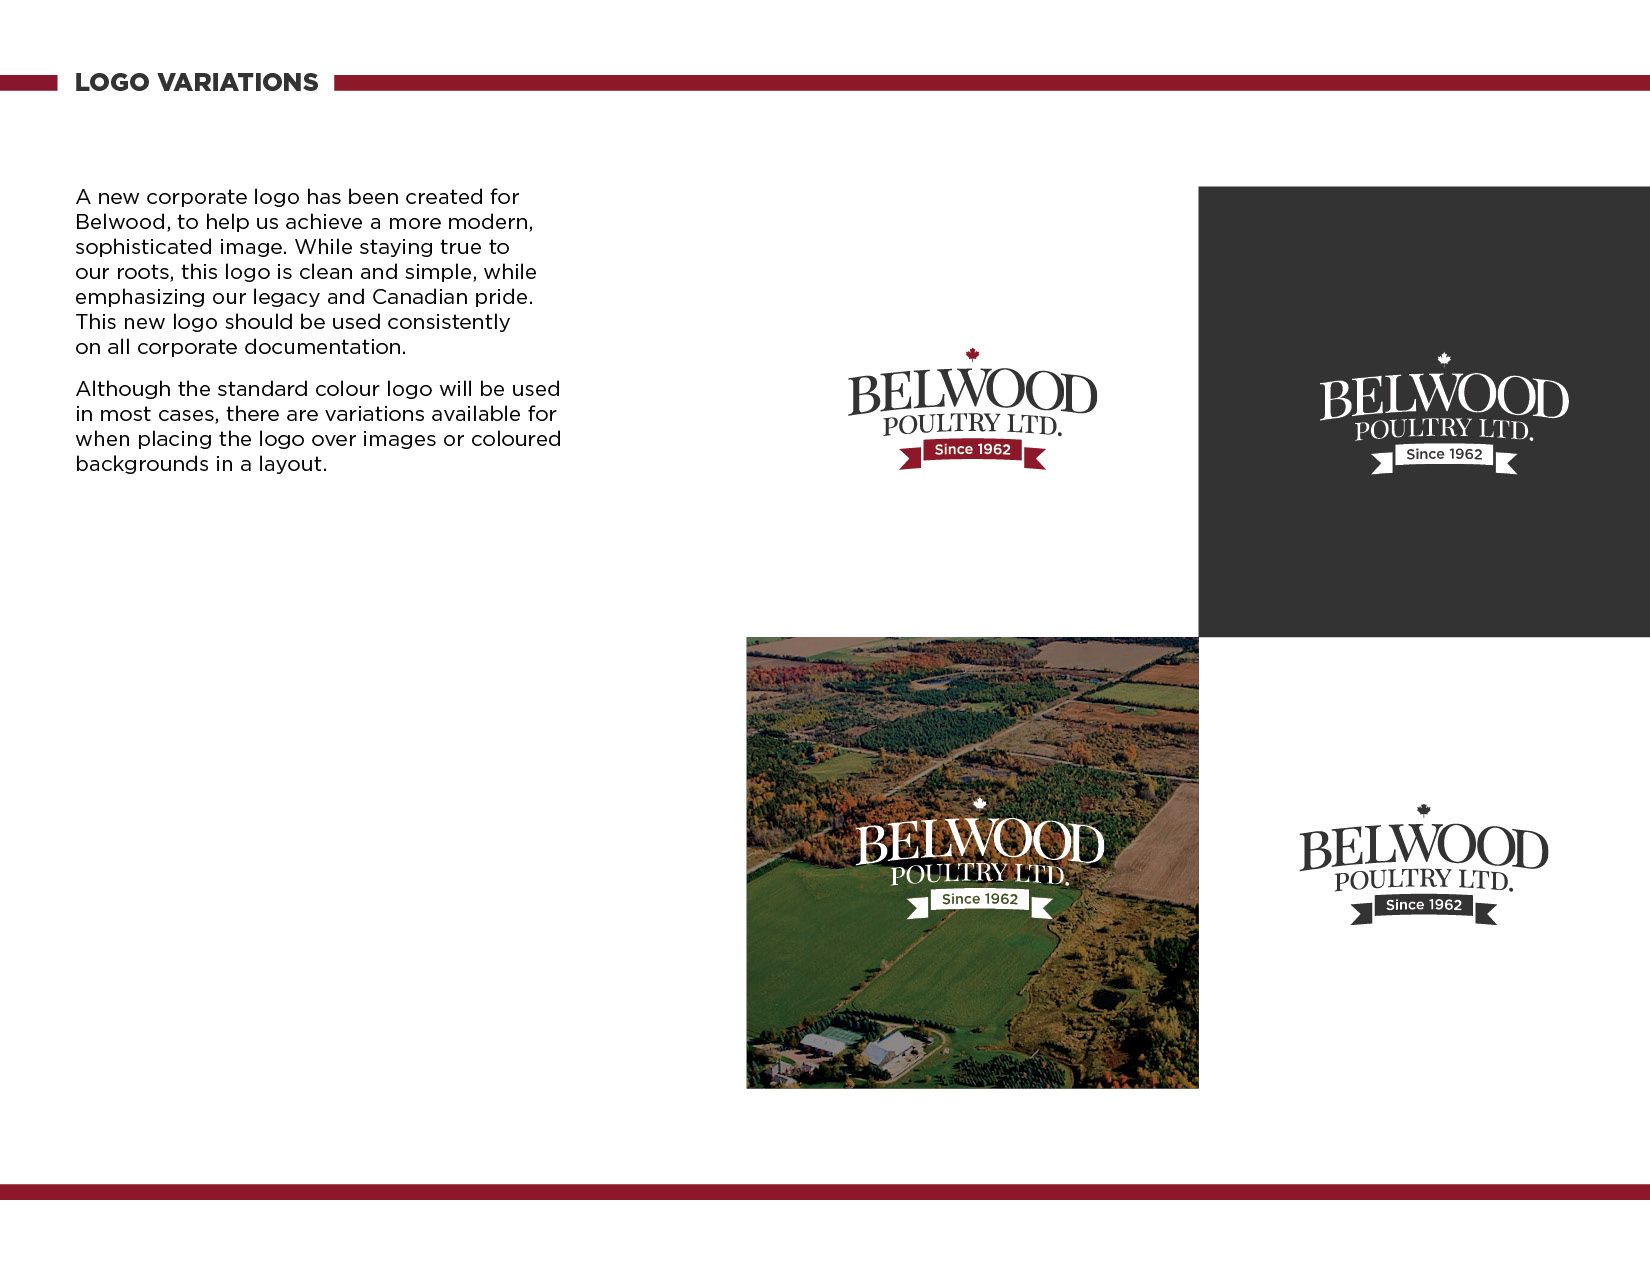 LOGO VARIATIONS
A new corporate logo has been created for
Belwood, to help us achieve a more modern,
sophisticated image. While staying true to
our roots, this logo is clean and simple, while
emphasizing our legacy and Canadian pride.
This new logo should be used consistently
on all corporate documentation.
Although the standard colour logo will be used
in most cases, there are variations available for
when placing the logo over images or coloured
backgrounds in a layout.
BELWOOD
POULTRY LTD.
Since 1962
BELWOOD
POULTRY LTD.
Since 1962
BELWOOD
POULTRY LTD.
Since 1962
BELWOOD
POULTRY LTD.
Since 1962